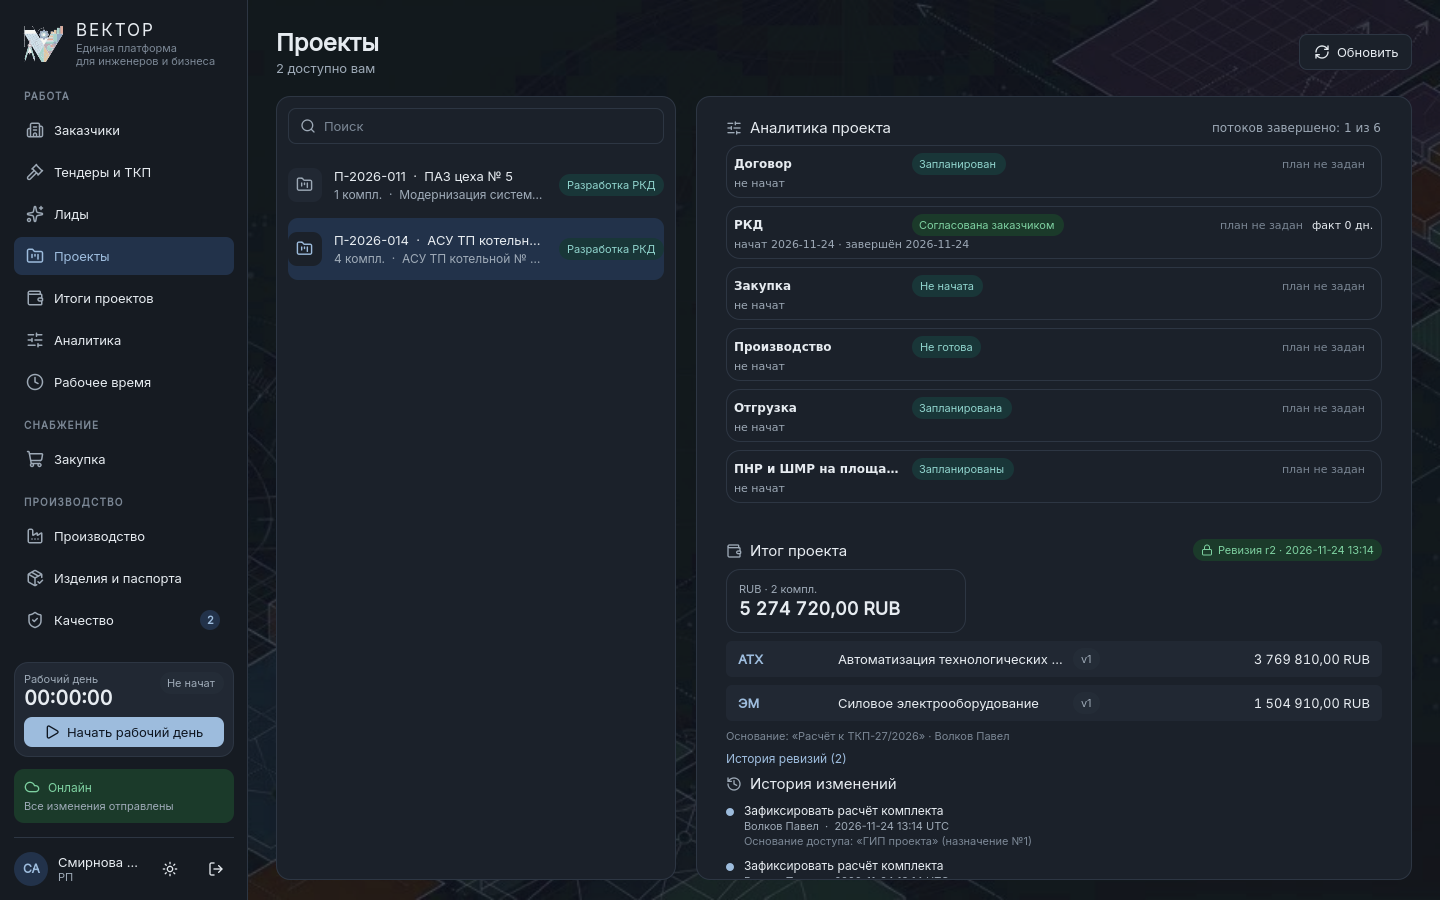 ВЕКТОР
Единая платформа
для инженеров и бизнеса
РАБОТА
Заказчики
Тендеры и ТКП
Лиды
Проекты
Итоги проектов
Аналитика
Рабочее время
СНАБЖЕНИЕ
Закупка
ПРОИЗВОДСТВО
Производство
Изделия и паспорта
Качество 2
Рабочий день
Не начат
00:00:00
Начать рабочий день
Онлайн
Все изменения отправлены
СА
Смирнова ...
РП
Проекты
2 доступно вам
Обновить
Поиск
П-2026-011 · ПАЗ цеха № 5
1 компл. · Модернизация систем...
Разработка РКД
П-2026-014 · АСУ ТП котельн...
4 компл. · АСУ ТП котельной № ...
Разработка РКД
Аналитика проекта
потоков завершено: 1 из 6
Договор Запланирован план не задан
не начат
РКД Согласована заказчиком план не задан факт 0 дн.
начат 2026-11-24 · завершён 2026-11-24
Закупка Не начата план не задан
не начат
Производство Не готова план не задан
не начат
Отгрузка Запланирована план не задан
не начат
ПНР и ШМР на площа... Запланированы план не задан
не начат
Итог проекта
Ревизия r2 · 2026-11-24 13:14
RUB · 2 компл.
5 274 720,00 RUB
АТХ Автоматизация технологических ... v1 3 769 810,00 RUB
ЭМ Силовое электрооборудование v1 1 504 910,00 RUB
Основание: «Расчёт к ТКП-27/2026» · Волков Павел
История ревизий (2)
История изменений
Зафиксировать расчёт комплекта
Волков Павел · 2026-11-24 13:14 UTC
Основание доступа: «ГИП проекта» (назначение №1)
Зафиксировать расчёт комплекта